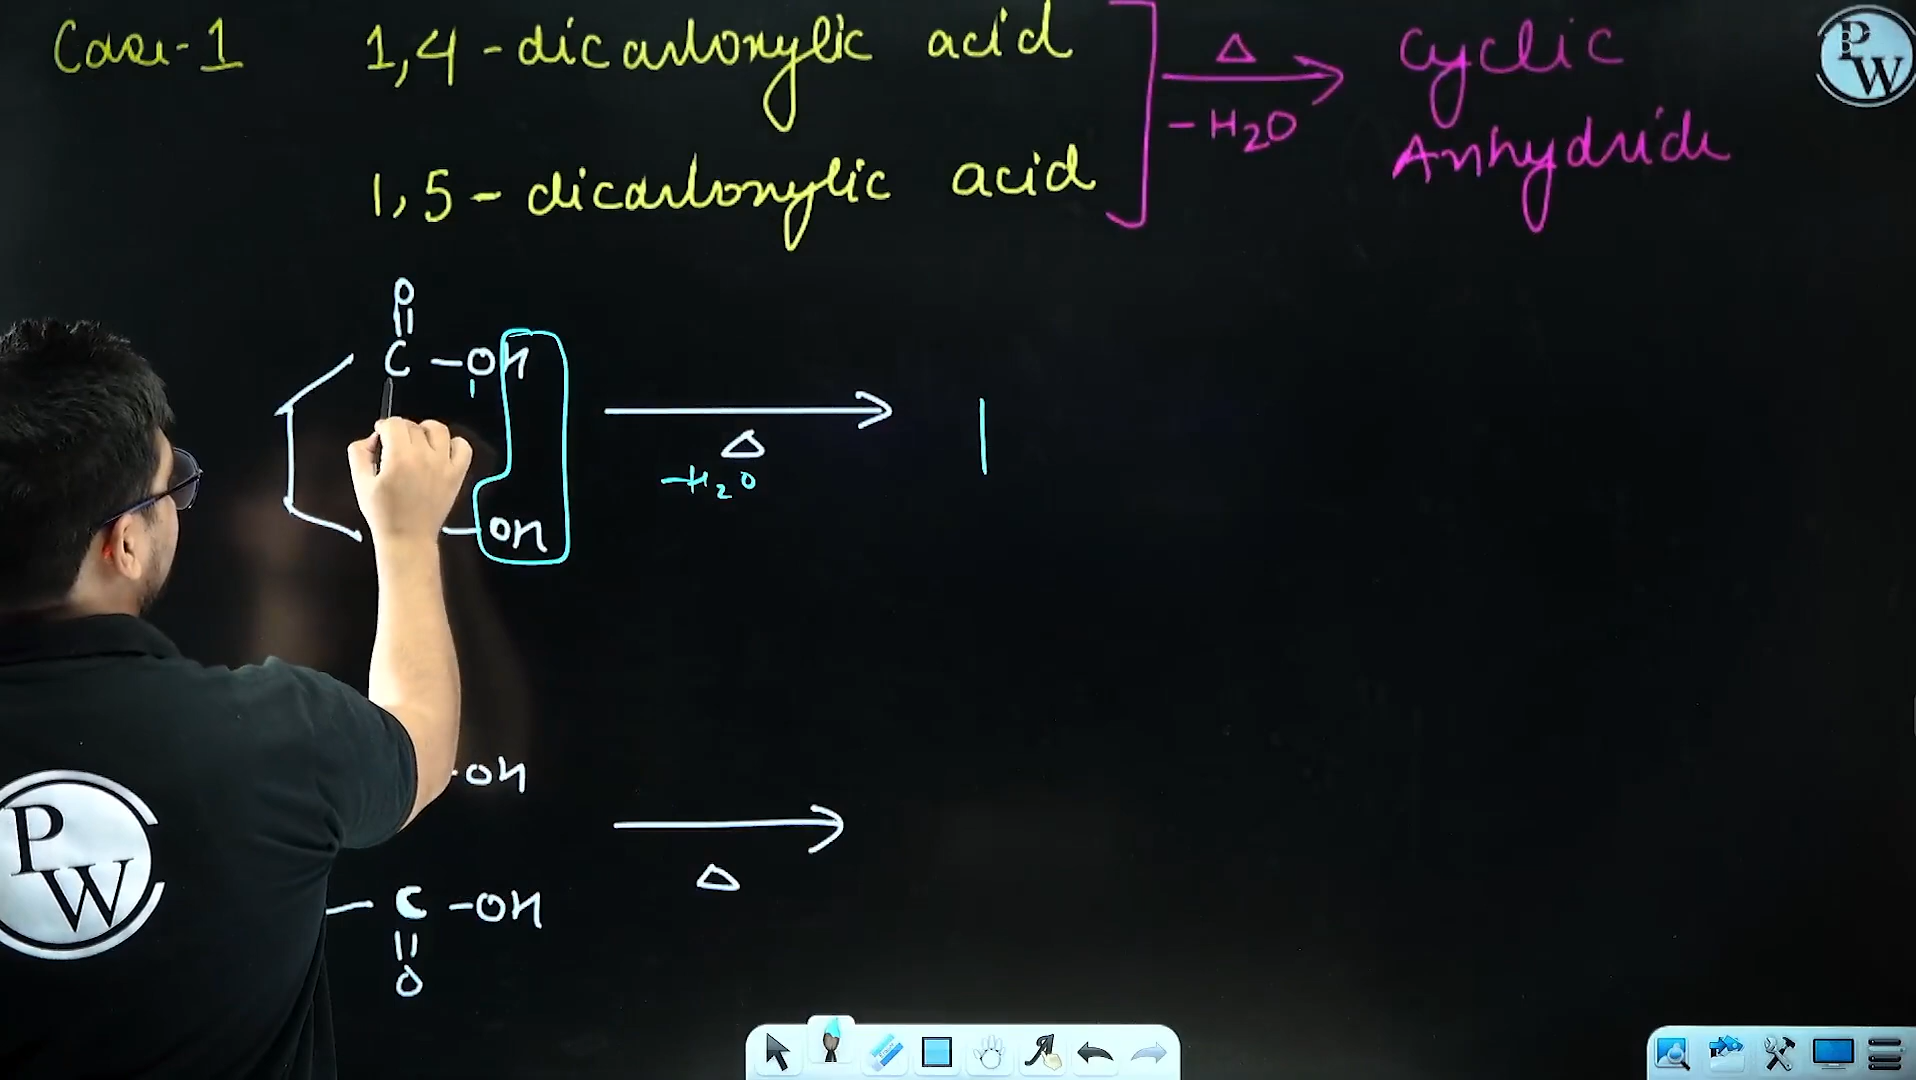 Case-1 1,4-dicarboxylic acid
1,5-dicarboxylic acid
Δ
-H₂O
Cyclic
Anhydride
PW
O
C -OH
OH
Δ
-H₂O
-OH
C -OH
O
Δ
PW